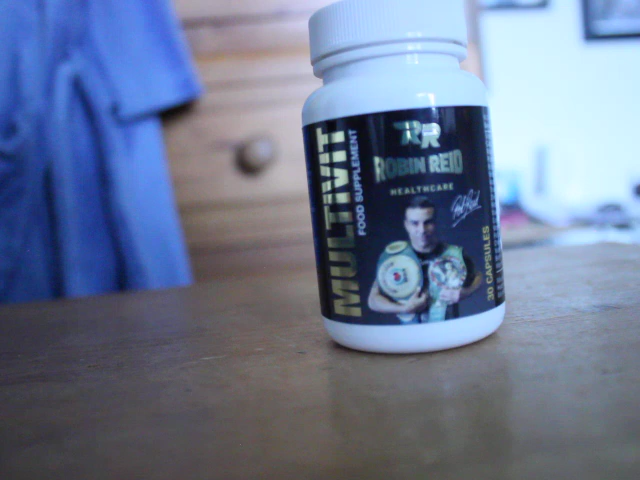 MULTIVIT
FOOD SUPPLEMENT
RR
ROBIN REID
HEALTHCARE
30 CAPSULES